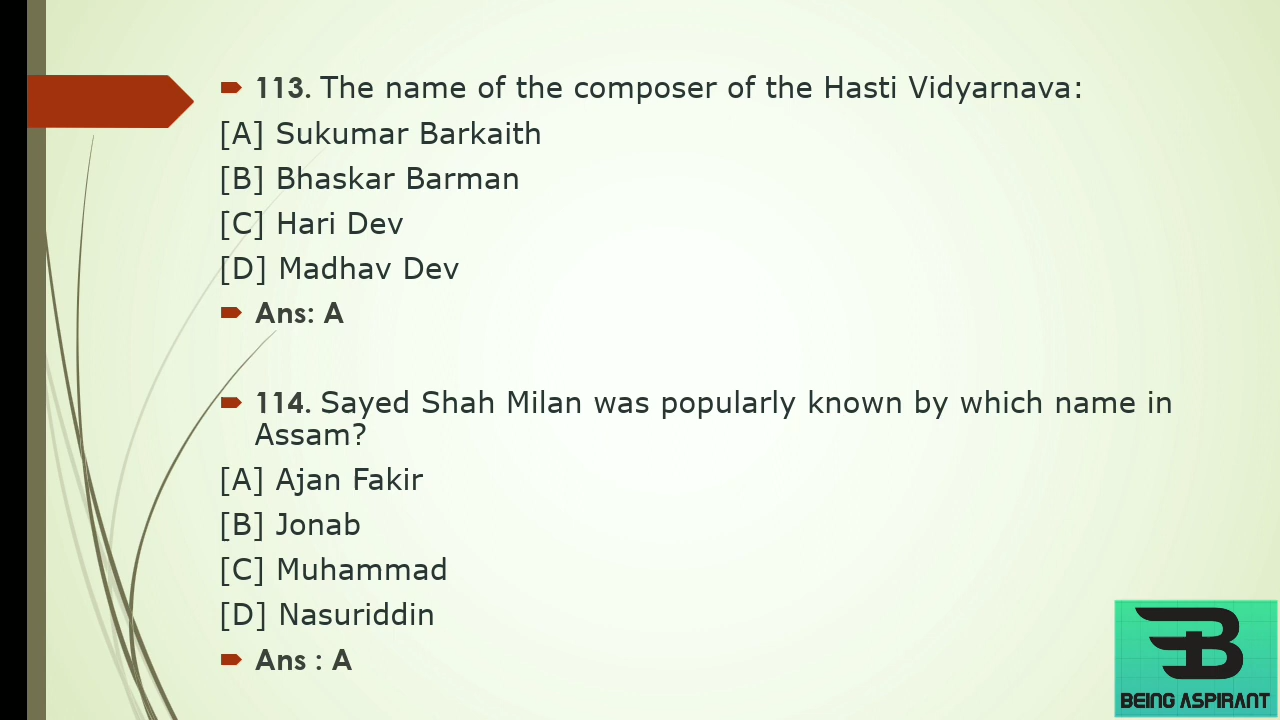 113. The name of the composer of the Hasti Vidyarnava:
[A] Sukumar Barkaith
[B] Bhaskar Barman
[C] Hari Dev
[D] Madhav Dev
Ans: A
114. Sayed Shah Milan was popularly known by which name in
Assam?
[A] Ajan Fakir
[B] Jonab
[C] Muhammad
[D] Nasuriddin
Ans : A
BEING ASPIRANT